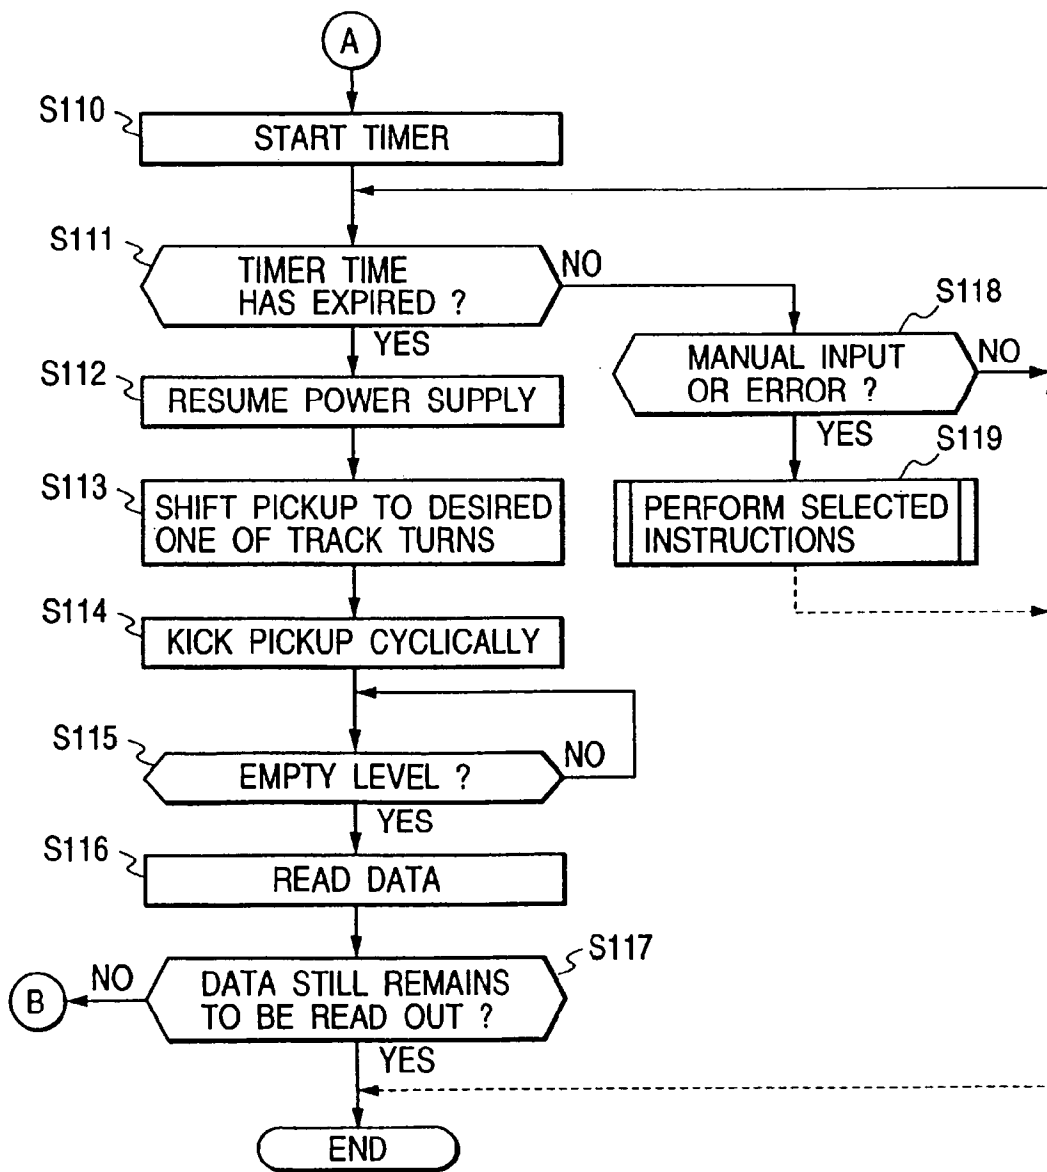 A
S110
START TIMER
S111
TIMER TIME
HAS EXPIRED ?
NO
YES
S118
MANUAL INPUT
OR ERROR ?
NO
YES
S112
RESUME POWER SUPPLY
S119
PERFORM SELECTED
INSTRUCTIONS
S113
SHIFT PICKUP TO DESIRED
ONE OF TRACK TURNS
S114
KICK PICKUP CYCLICALLY
S115
EMPTY LEVEL ?
NO
YES
S116
READ DATA
S117
DATA STILL REMAINS
TO BE READ OUT ?
NO
B
YES
END